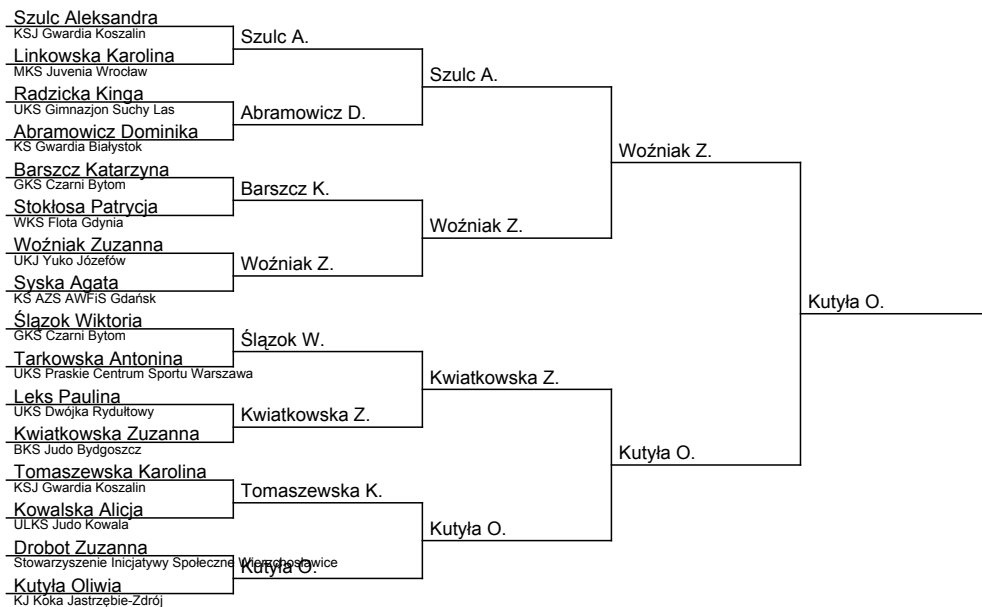 Szulc Aleksandra
KSJ Gwardia Koszalin
Linkowska Karolina
MKS Juvenia Wrocław
Radzicka Kinga
UKS Gimnazjon Suchy Las
Abramowicz Dominika
KS Gwardia Białystok
Barszcz Katarzyna
GKS Czarni Bytom
Stokłosa Patrycja
WKS Flota Gdynia
Woźniak Zuzanna
UKJ Yuko Józefów
Syska Agata
KS AZS AWFiS Gdańsk
Ślązok Wiktoria
GKS Czarni Bytom
Tarkowska Antonina
UKS Praskie Centrum Sportu Warszawa
Leks Paulina
UKS Dwójka Rydułtowy
Kwiatkowska Zuzanna
BKS Judo Bydgoszcz
Tomaszewska Karolina
KSJ Gwardia Koszalin
Kowalska Alicja
ULKS Judo Kowala
Drobot Zuzanna
Stowarzyszenie Inicjatywy Społeczne Wierzchosławice
Kutyła Oliwia
KJ Koka Jastrzębie-Zdrój
Szulc A.
Abramowicz D.
Barszcz K.
Woźniak Z.
Ślązok W.
Kwiatkowska Z.
Tomaszewska K.
Kutyła O.
Szulc A.
Woźniak Z.
Kwiatkowska Z.
Kutyła O.
Woźniak Z.
Kutyła O.
Kutyła O.